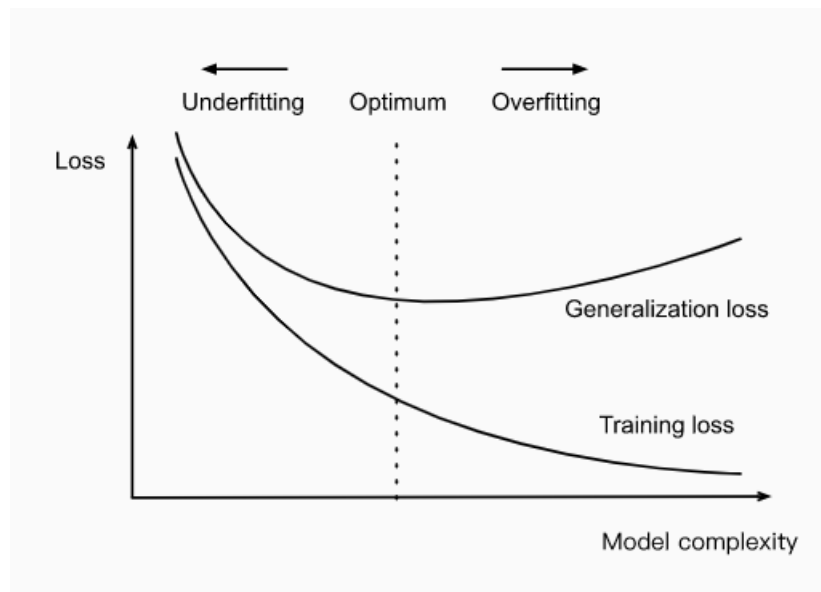 Underfitting Optimum Overfitting
Loss
Generalization loss
Training loss
Model complexity